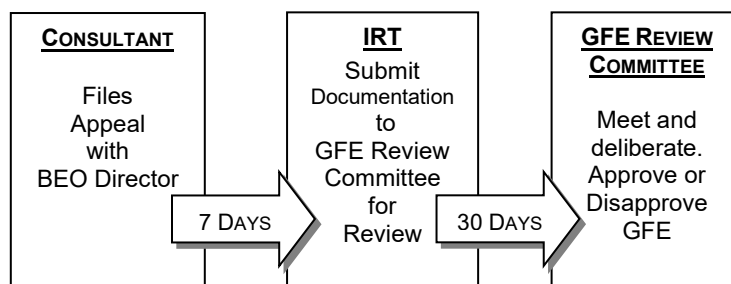 CONSULTANT
Files
Appeal
with
BEO Director
7 DAYS
IRT
Submit
Documentation
to
GFE Review
Committee
for
Review
30 DAYS
GFE REVIEW
COMMITTEE
Meet and
deliberate.
Approve or
Disapprove
GFE